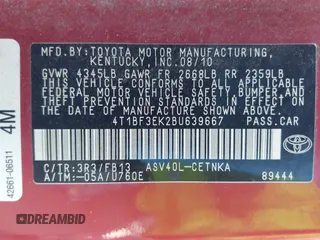 MFD. BY: TOYOTA MOTOR MANUFACTURING,
KENTUCKY, INC. 08/10
GVWR 4345LB GAWR FR 2668LB RR 2359LB
THIS VEHICLE CONFORMS TO ALL APPLICABLE
FEDERAL MOTOR VEHICLE SAFETY, BUMPER,
AND THEFT PREVENTION STANDARDS IN EFFECT
ON THE DATE OF MANUFACTURE SHOWN ABOVE.
4T1BF3EK2BU639667 PASS.CAR
C/TR:3R3/FB13 ASV40L-CETNKA
A/TM:-05A/U760E
89444
TOYOTA
4M
42661-06511
DREAMBID